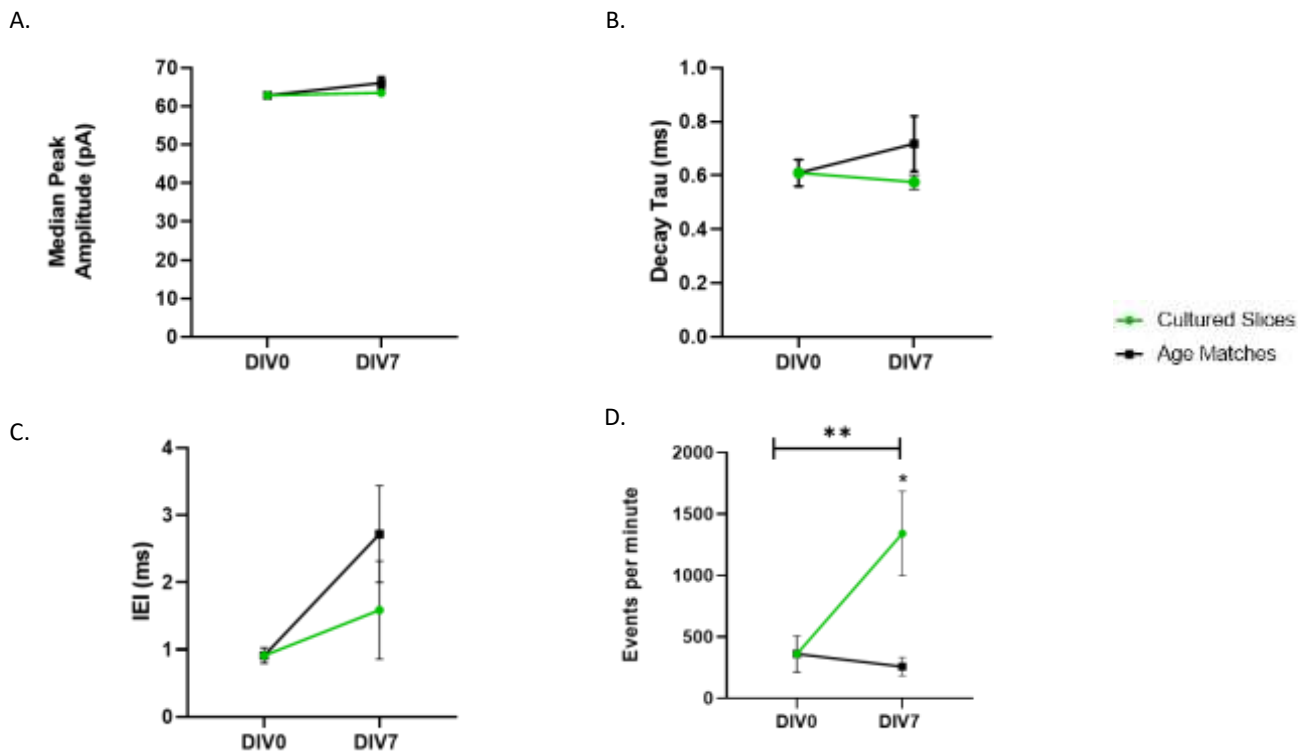 A.
Median Peak
Amplitude (pA)
70
60
50
40
30
20
10
0
DIV0 DIV7
B.
Decay Tau (ms)
1.0
0.8
0.6
0.4
0.2
0.0
DIV0 DIV7
Cultured Slices
Age Matches
C.
IEI (ms)
4
3
2
1
0
DIV0 DIV7
D.
Events per minute
**
*
2000
1500
1000
500
0
DIV0 DIV7